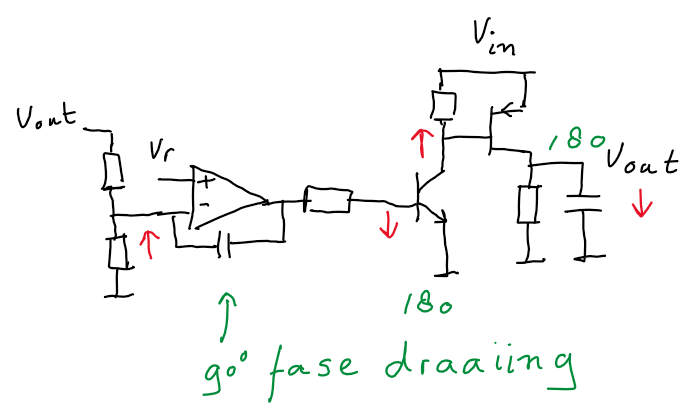 Vin
Vout
Vr
+
-
180
Vout
180
90° fase draaiing